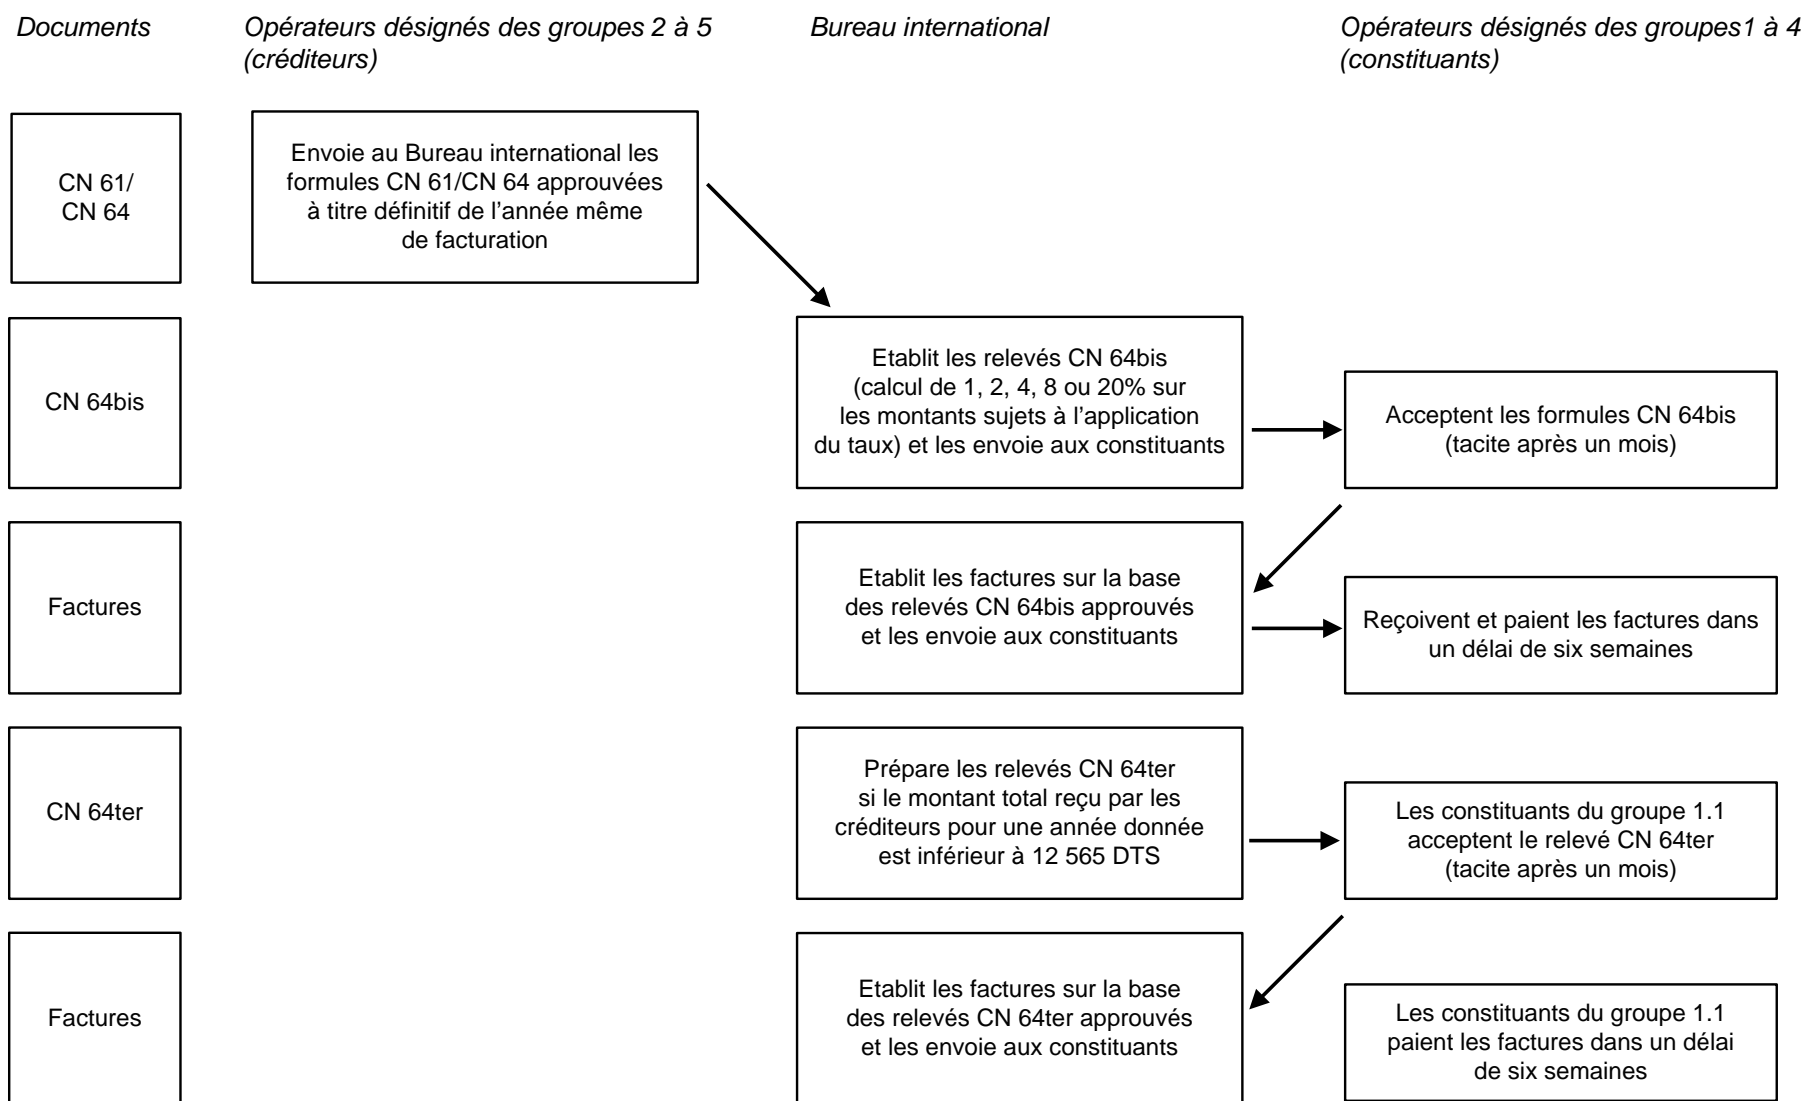 Documents
Opérateurs désignés des groupes 2 à 5
(créditeurs)
Bureau international
Opérateurs désignés des groupes1 à 4
(constituants)
CN 61/
CN 64
Envoie au Bureau international les
formules CN 61/CN 64 approuvées
à titre définitif de l’année même
de facturation
CN 64bis
Etablit les relevés CN 64bis
(calcul de 1, 2, 4, 8 ou 20% sur
les montants sujets à l’application
du taux) et les envoie aux constituants
Acceptent les formules CN 64bis
(tacite après un mois)
Factures
Etablit les factures sur la base
des relevés CN 64bis approuvés
et les envoie aux constituants
Reçoivent et paient les factures dans
un délai de six semaines
CN 64ter
Prépare les relevés CN 64ter
si le montant total reçu par les
créditeurs pour une année donnée
est inférieur à 12 565 DTS
Les constituants du groupe 1.1
acceptent le relevé CN 64ter
(tacite après un mois)
Factures
Etablit les factures sur la base
des relevés CN 64ter approuvés
et les envoie aux constituants
Les constituants du groupe 1.1
paient les factures dans un délai
de six semaines